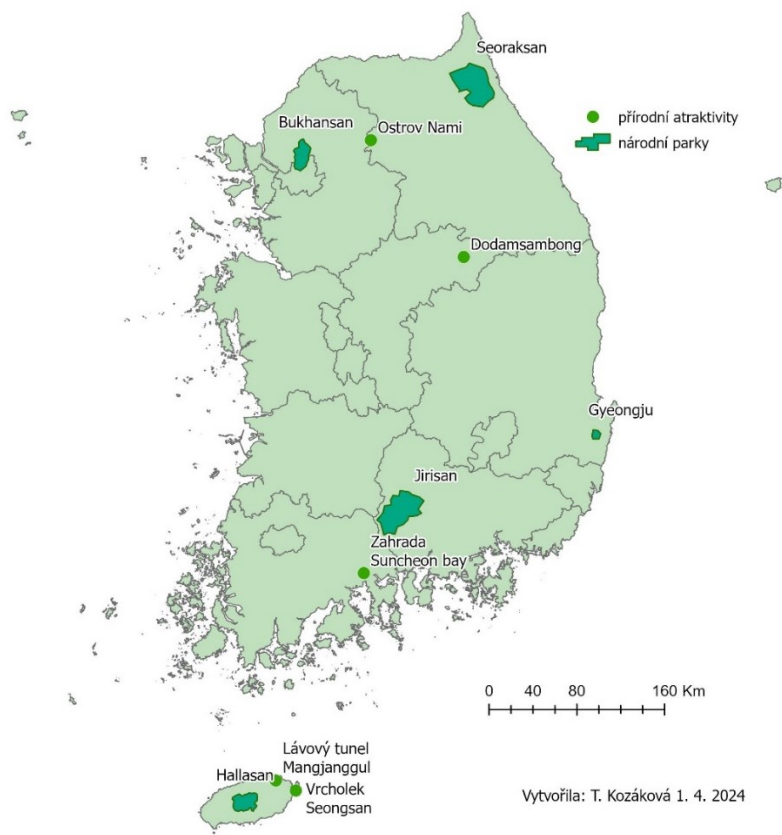 Seoraksan
přírodní atraktivity
Bukhansan
Ostrov Nami
národní parky
Dodamsambong
Gyeongju
Jirisan
Zahrada
Suncheon bay
0 40 80 160 Km
Lávový tunel
Mangjanggul
Hallasan
Vrcholek
Seongsan
Vytvořila: T. Kozáková 1. 4. 2024